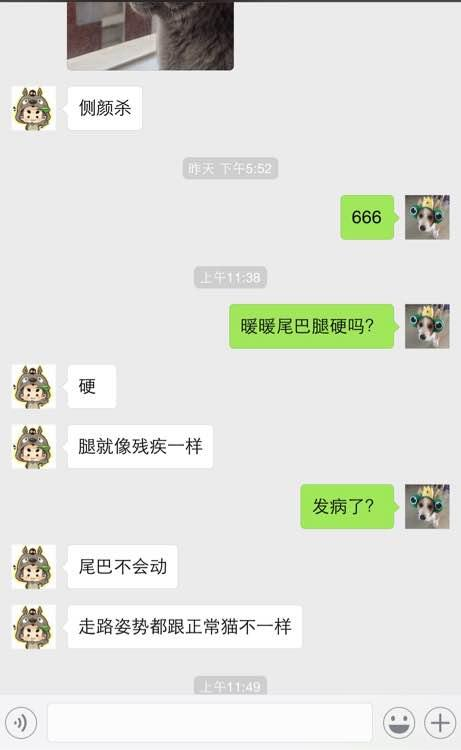 侧颜杀
昨天 下午5:52
666
上午11:38
暖暖尾巴腿硬吗?
硬
腿就像残疾一样
发病了?
尾巴不会动
走路姿势都跟正常猫不一样
上午11:49